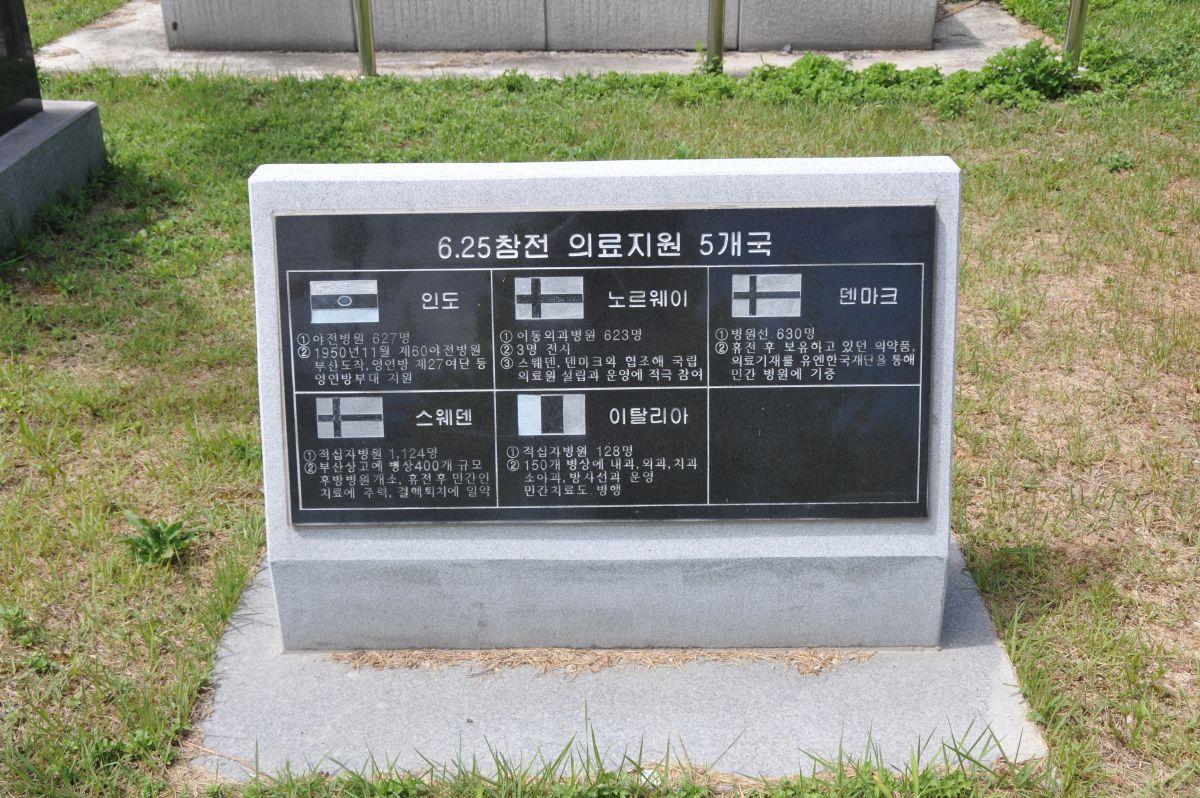 6.25참전 의료지원 5개국
인도
①야전병원 627명
②1950년11월 제60야전병원
부산도착, 영연방 제27여단 등
영연방부대 지원
노르웨이
①이동외과병원 623명
②3명 전사
③스웨덴, 덴마크와 협조해 국립
의료원 설립과 운영에 적극 참여
덴마크
①병원선 630명
②휴전 후 보유하고 있던 의약품,
의료기재를 유엔한국재단을 통해
민간 병원에 기증
스웨덴
①적십자병원 1,124명
②부산상고에 병상400개 규모
후방병원개소, 휴전후 민간인
치료에 주력, 결핵퇴치에 일약
이탈리아
①적십자병원 128명
②150개 병상에 내과, 외과, 치과
소아과, 방사선과 운영
민간치료도 병행